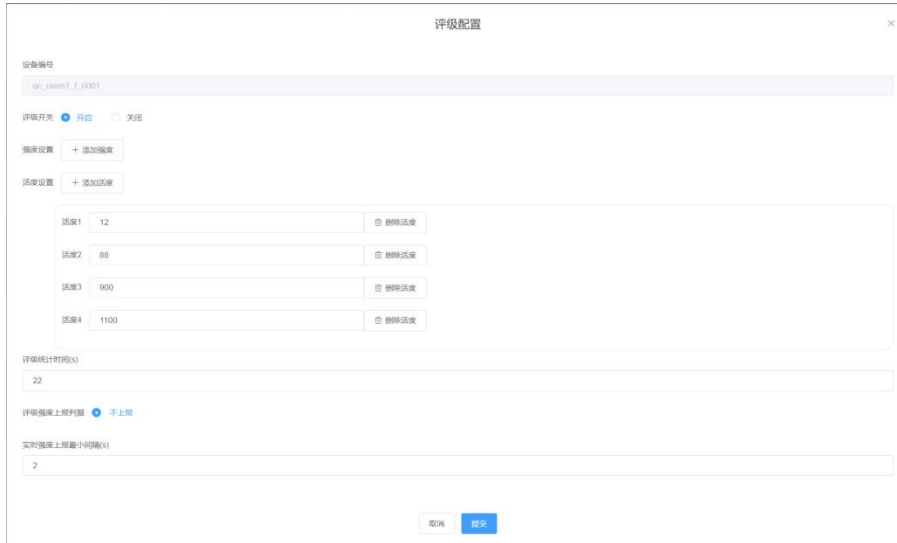 评级配置
设备编号
qc_raem1_f_0001
评级开关 开启 关闭
强度设置 + 添加强度
活度设置 + 添加活度
活度1 12 删除活度
活度2 88 删除活度
活度3 900 删除活度
活度4 1100 删除活度
评级统计时间(s)
22
评级强度上报判据 不上报
实时强度上报最小间隔(s)
2
取消 提交